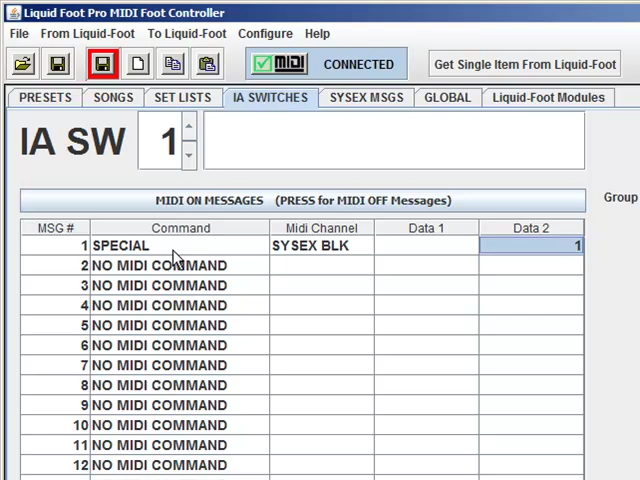 Liquid Foot Pro MIDI Foot Controller
File From Liquid-Foot To Liquid-Foot Configure Help
MIDI CONNECTED Get Single Item From Liquid-Foot
PRESETS SONGS SET LISTS IA SWITCHES SYSEX MSGS GLOBAL Liquid-Foot Modules
IA SW 1
MIDI ON MESSAGES (PRESS for MIDI OFF Messages) Group
MSG # Command Midi Channel Data 1 Data 2
1 SPECIAL SYSEX BLK 1
2 NO MIDI COMMAND
3 NO MIDI COMMAND
4 NO MIDI COMMAND
5 NO MIDI COMMAND
6 NO MIDI COMMAND
7 NO MIDI COMMAND
8 NO MIDI COMMAND
9 NO MIDI COMMAND
10 NO MIDI COMMAND
11 NO MIDI COMMAND
12 NO MIDI COMMAND